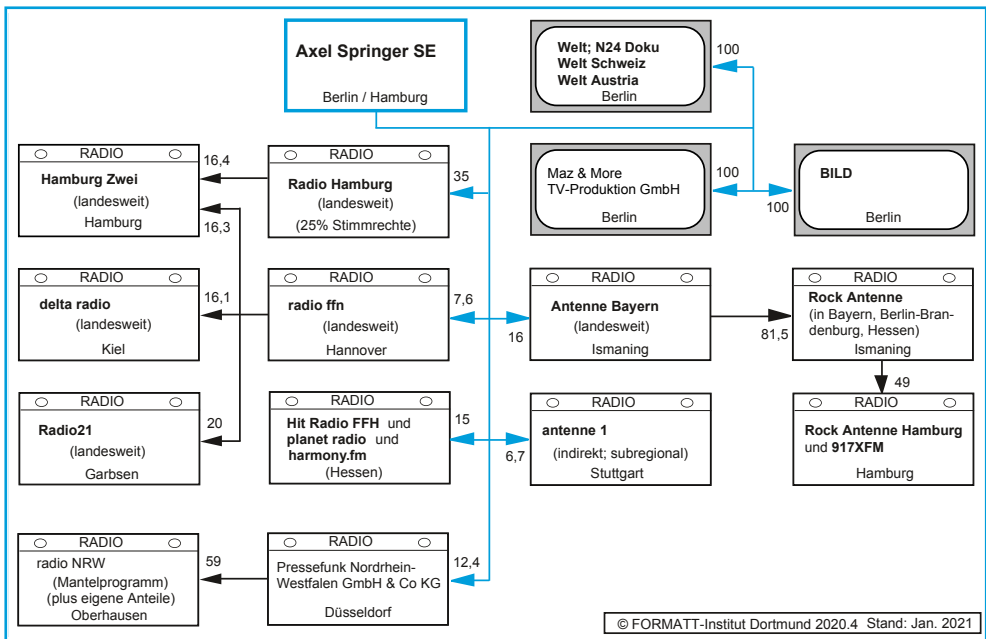 Axel Springer SE
Berlin / Hamburg
Welt; N24 Doku
Welt Schweiz
Welt Austria
Berlin
100
RADIO
Hamburg Zwei
(landesweit)
Hamburg
16,4
16,3
RADIO
Radio Hamburg
(landesweit)
(25% Stimmrechte)
35
Maz & More
TV-Produktion GmbH
Berlin
100
100
BILD
Berlin
RADIO
delta radio
(landesweit)
Kiel
16,1
RADIO
radio ffn
(landesweit)
Hannover
7,6
16
RADIO
Antenne Bayern
(landesweit)
Ismaning
81,5
RADIO
Rock Antenne
(in Bayern, Berlin-Bran-
denburg, Hessen)
Ismaning
49
RADIO
Radio21
(landesweit)
Garbsen
20
RADIO
Hit Radio FFH und
planet radio und
harmony.fm
(Hessen)
15
6,7
RADIO
antenne 1
(indirekt; subregional)
Stuttgart
RADIO
Rock Antenne Hamburg
und 917XFM
Hamburg
RADIO
radio NRW
(Mantelprogramm)
(plus eigene Anteile)
Oberhausen
59
RADIO
Pressefunk Nordrhein-
Westfalen GmbH & Co KG
Düsseldorf
12,4
© FORMATT-Institut Dortmund 2020.4 Stand: Jan. 2021